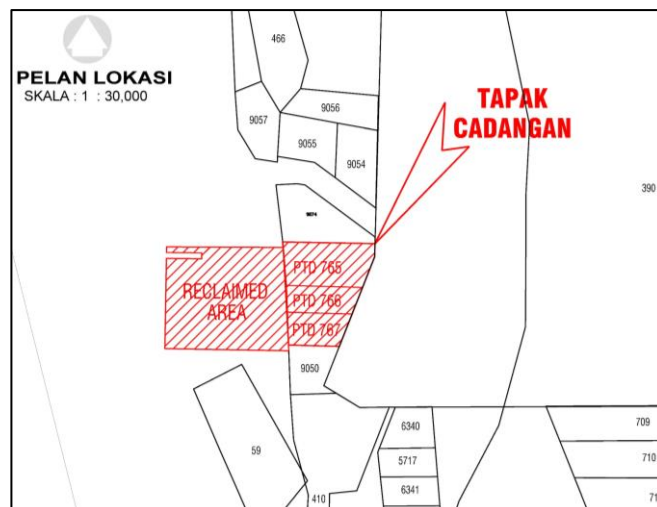 PELAN LOKASI
SKALA : 1 : 30,000
466
9056
9057
9055
9054
TAPAK
CADANGAN
390
PTD 765
RECLAIMED
AREA
PTD 766
PTD 767
9050
59
6340
5717
6341
410
709
710
71